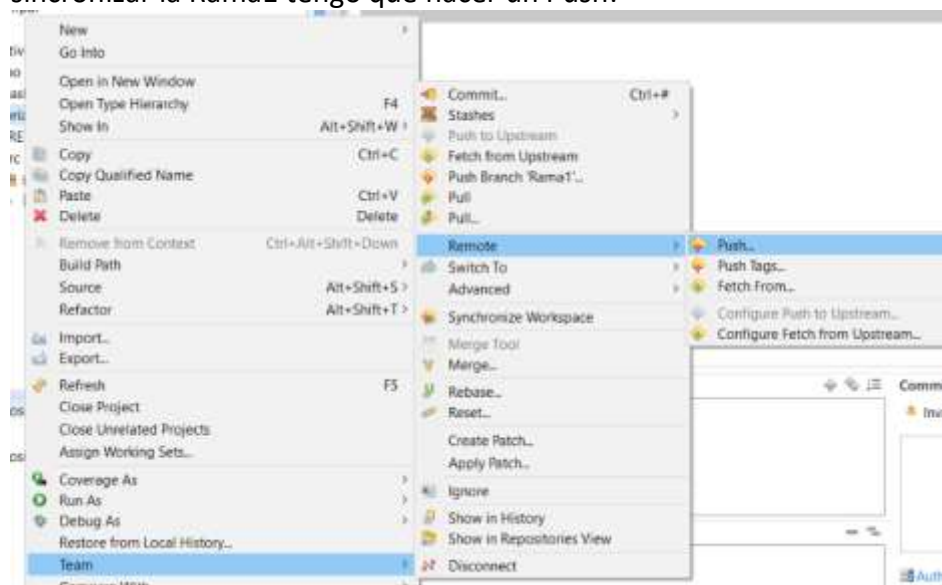 sincronizar la Rama1 tengo que hacer un Push.
New
Go Into
Open in New Window
Open Type Hierarchy F4
Show In Alt+Shift+W
Copy Ctrl+C
Copy Qualified Name
Paste Ctrl+V
Delete Delete
Remove from Context Ctrl+Alt+Shift+Down
Build Path
Source Alt+Shift+S
Refactor Alt+Shift+T
Import...
Export...
Refresh F5
Close Project
Close Unrelated Projects
Assign Working Sets...
Coverage As
Run As
Debug As
Restore from Local History...
Team
Compare With
Commit... Ctrl+#
Stashes
Push to Upstream
Fetch from Upstream
Push Branch 'Rama1'...
Pull
Pull...
Remote
Switch To
Advanced
Synchronize Workspace
Merge Tool
Merge...
Rebase...
Reset...
Create Patch...
Apply Patch...
Ignore
Show in History
Show in Repositories View
Disconnect
Push...
Push Tags...
Fetch From...
Configure Push to Upstream...
Configure Fetch from Upstream...
Comm
Inv
Auth